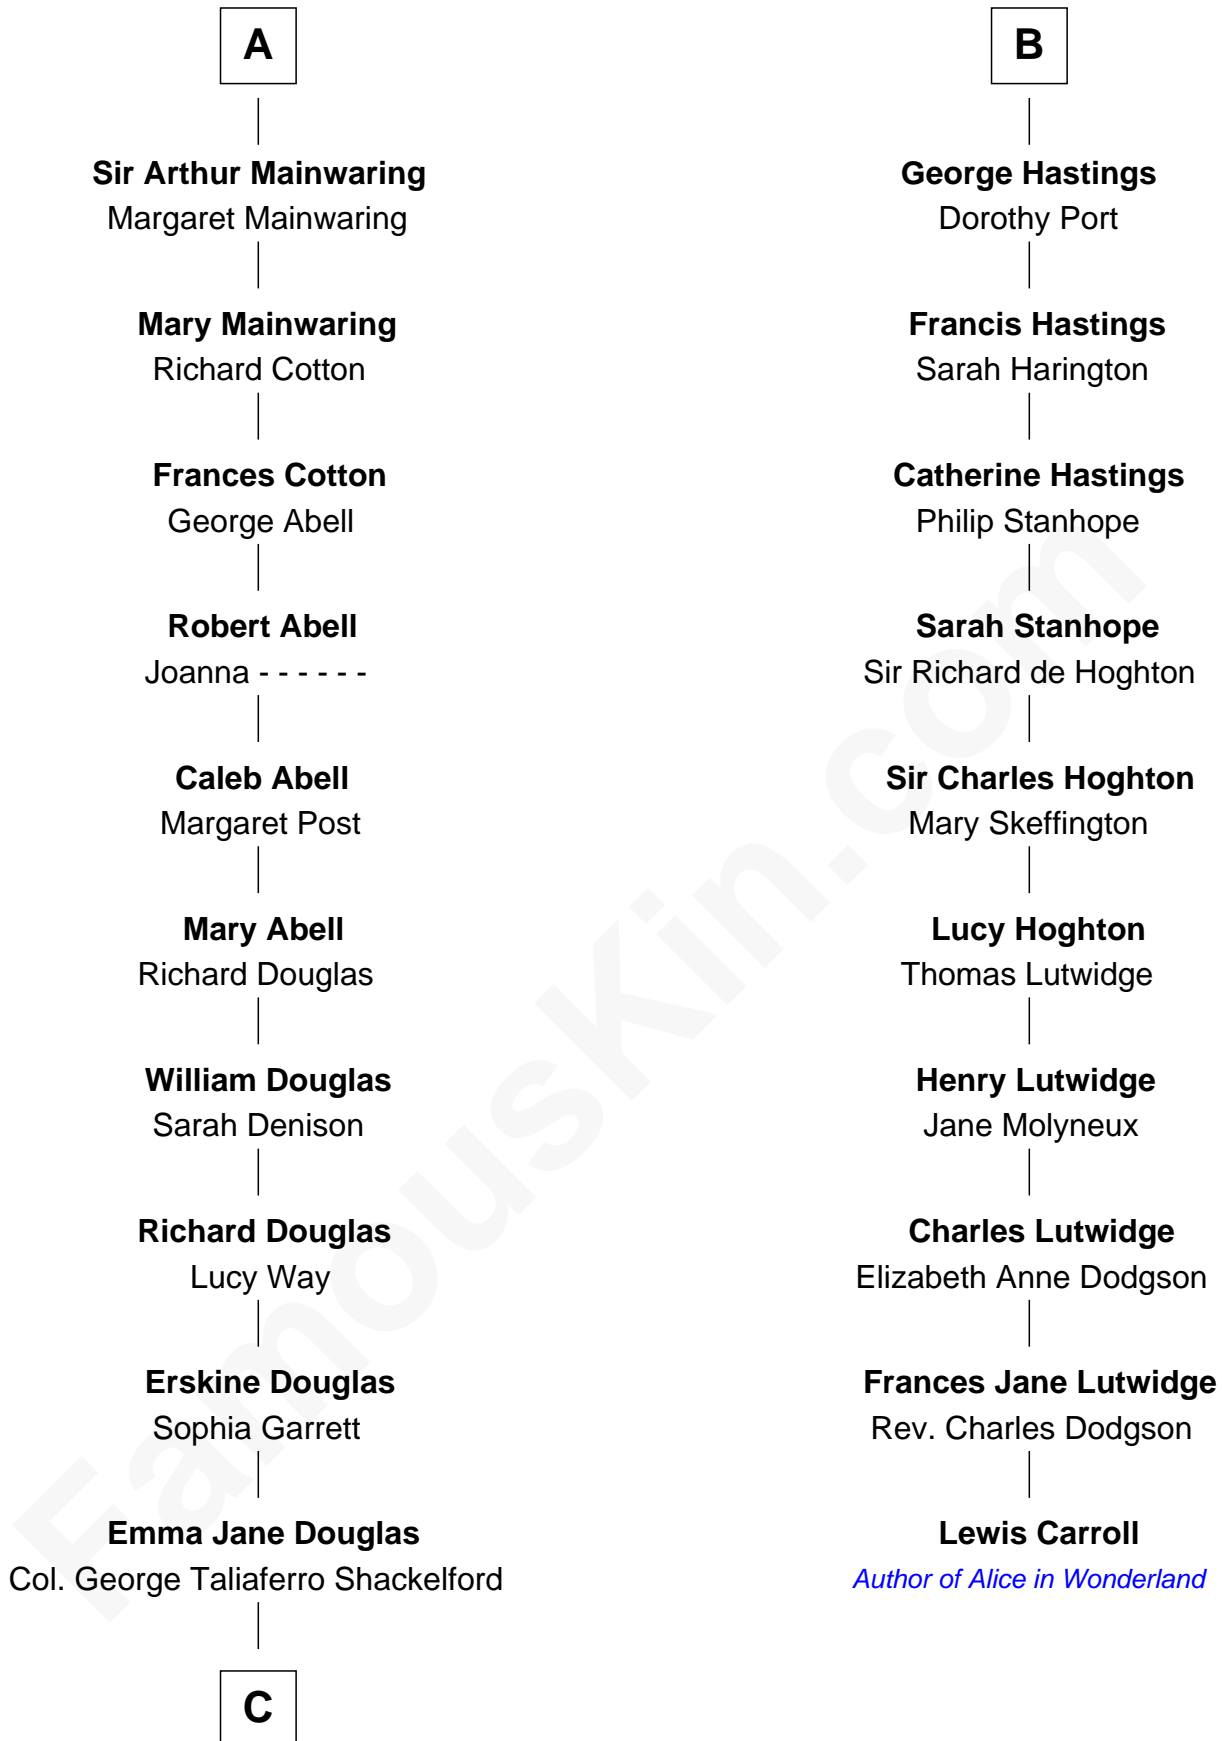 A
Sir Arthur Mainwaring
Margaret Mainwaring
Mary Mainwaring
Richard Cotton
Frances Cotton
George Abell
Robert Abell
Joanna - - - - - -
Caleb Abell
Margaret Post
Mary Abell
Richard Douglas
William Douglas
Sarah Denison
Richard Douglas
Lucy Way
Erskine Douglas
Sophia Garrett
Emma Jane Douglas
Col. George Taliaferro Shackelford
C
B
George Hastings
Dorothy Port
Francis Hastings
Sarah Harington
Catherine Hastings
Philip Stanhope
Sarah Stanhope
Sir Richard de Hoghton
Sir Charles Hoghton
Mary Skeffington
Lucy Hoghton
Thomas Lutwidge
Henry Lutwidge
Jane Molyneux
Charles Lutwidge
Elizabeth Anne Dodgson
Frances Jane Lutwidge
Rev. Charles Dodgson
Lewis Carroll
Author of Alice in Wonderland
FamousKin.com